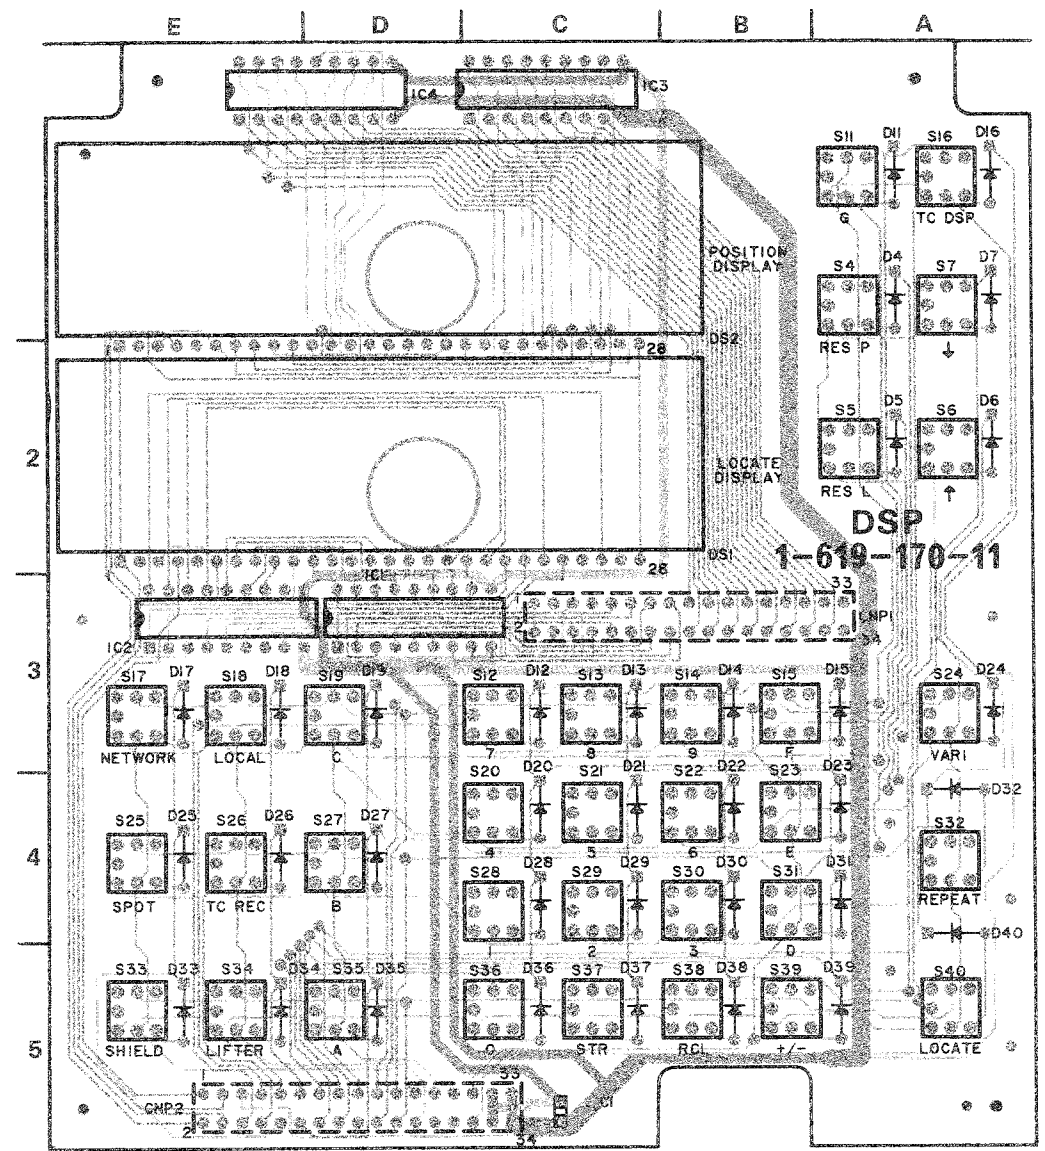 E D C B A
IC4 IC3
S11 D11 S16 D16
G TC DSP
POSITION
DISPLAY
S4 D4 S7 D7
RES P ↓
DS2
28
S5 D5 S6 D6
2
LOCATE
DISPLAY
RES L ↑
DSP
1-619-170-11
DS1
28
IC1
33
CNP1
2
34
IC2
3
S17 D17 S18 D18 S19 D19 S12 D12 S13 D13 S14 D14 S15 D15 S24 D24
NETWORK LOCAL C 7 8 9 F VARI
S20 D20 S21 D21 S22 D22 S23 D23
D32
S25 D25 S26 D26 S27 D27 S32
4 5 6 E
4
S28 D28 S29 D29 S30 D30 S31 D31
SPOT TC REC B REPEAT
1 2 3 D
D40
S33 D33 S34 D34 S35 D35 S36 D36 S37 D37 S38 D38 S39 D39 S40
5
SHIELD LIFTER A 0 STR RCL +/- LOCATE
33
CNP2
2
34